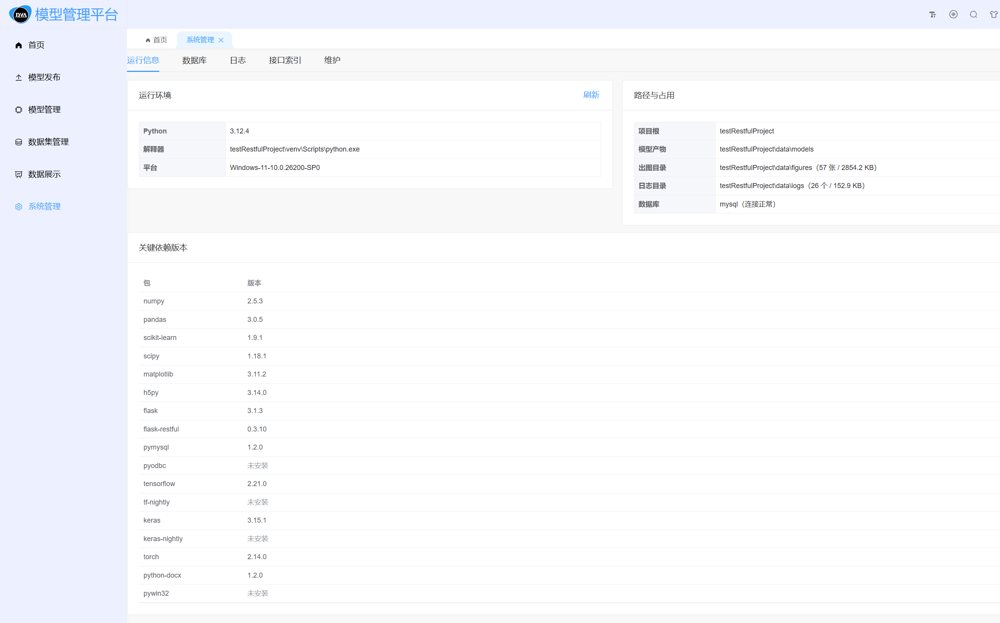 DVA 模型管理平台
首页
模型发布
模型管理
数据集管理
数据展示
系统管理
首页 系统管理
运行信息 数据库 日志 接口索引 维护
运行环境 刷新
Python 3.12.4
解释器 testRestfulProject\venv\Scripts\python.exe
平台 Windows-11-10.0.26200-SP0
路径与占用
项目根 testRestfulProject
模型产物 testRestfulProject\data\models
出图目录 testRestfulProject\data\figures（57 张 / 2854.2 KB）
日志目录 testRestfulProject\data\logs（26 个 / 152.9 KB）
数据库 mysql（连接正常）
关键依赖版本
包 版本
numpy 2.5.3
pandas 3.0.5
scikit-learn 1.9.1
scipy 1.18.1
matplotlib 3.11.2
h5py 3.14.0
flask 3.1.3
flask-restful 0.3.10
pymysql 1.2.0
pyodbc 未安装
tensorflow 2.21.0
tf-nightly 未安装
keras 3.15.1
keras-nightly 未安装
torch 2.14.0
python-docx 1.2.0
pywin32 未安装